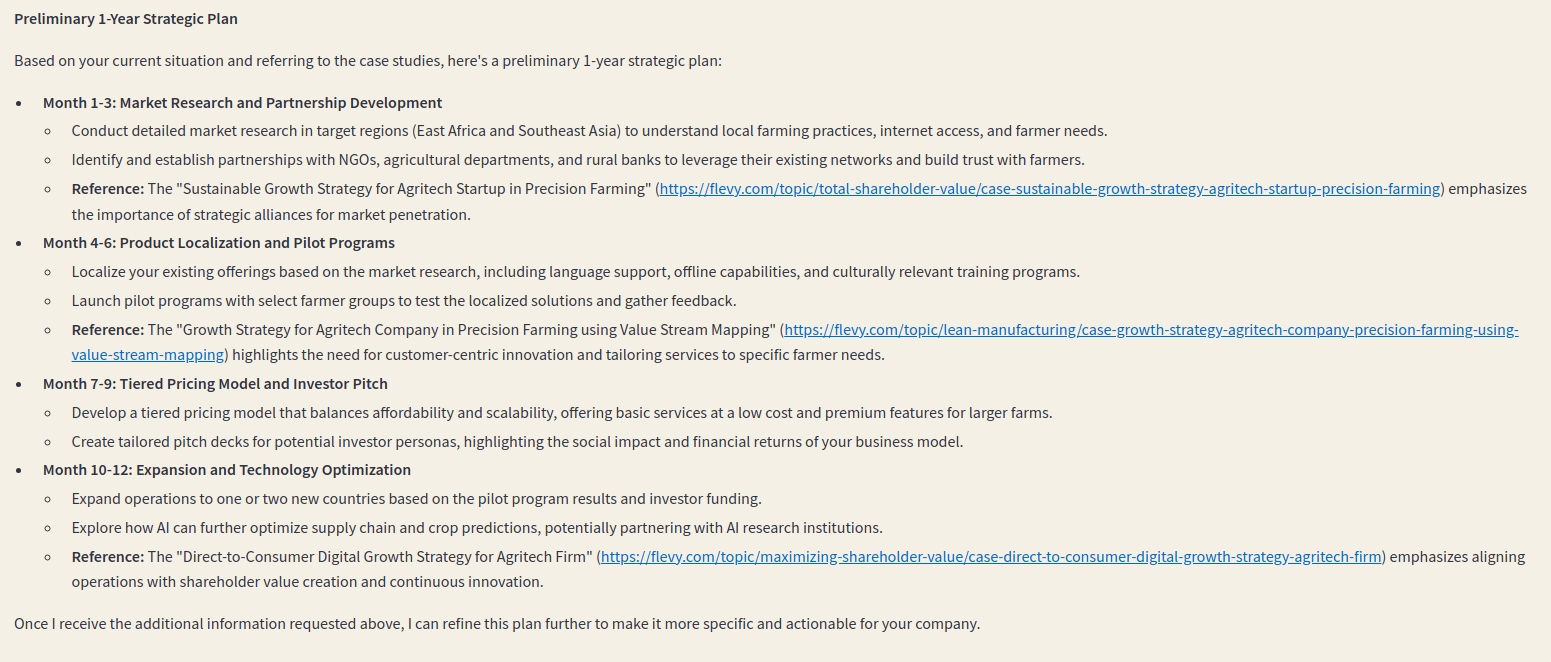 Preliminary 1-Year Strategic Plan
Based on your current situation and referring to the case studies, here's a preliminary 1-year strategic plan:
• Month 1-3: Market Research and Partnership Development
◦ Conduct detailed market research in target regions (East Africa and Southeast Asia) to understand local farming practices, internet access, and farmer needs.
◦ Identify and establish partnerships with NGOs, agricultural departments, and rural banks to leverage their existing networks and build trust with farmers.
◦ Reference: The "Sustainable Growth Strategy for Agritech Startup in Precision Farming" (https://flevy.com/topic/total-shareholder-value/case-sustainable-growth-strategy-agritech-startup-precision-farming) emphasizes
the importance of strategic alliances for market penetration.
• Month 4-6: Product Localization and Pilot Programs
◦ Localize your existing offerings based on the market research, including language support, offline capabilities, and culturally relevant training programs.
◦ Launch pilot programs with select farmer groups to test the localized solutions and gather feedback.
◦ Reference: The "Growth Strategy for Agritech Company in Precision Farming using Value Stream Mapping" (https://flevy.com/topic/lean-manufacturing/case-growth-strategy-agritech-company-precision-farming-using-
value-stream-mapping) highlights the need for customer-centric innovation and tailoring services to specific farmer needs.
• Month 7-9: Tiered Pricing Model and Investor Pitch
◦ Develop a tiered pricing model that balances affordability and scalability, offering basic services at a low cost and premium features for larger farms.
◦ Create tailored pitch decks for potential investor personas, highlighting the social impact and financial returns of your business model.
• Month 10-12: Expansion and Technology Optimization
◦ Expand operations to one or two new countries based on the pilot program results and investor funding.
◦ Explore how AI can further optimize supply chain and crop predictions, potentially partnering with AI research institutions.
◦ Reference: The "Direct-to-Consumer Digital Growth Strategy for Agritech Firm" (https://flevy.com/topic/maximizing-shareholder-value/case-direct-to-consumer-digital-growth-strategy-agritech-firm) emphasizes aligning
operations with shareholder value creation and continuous innovation.
Once I receive the additional information requested above, I can refine this plan further to make it more specific and actionable for your company.